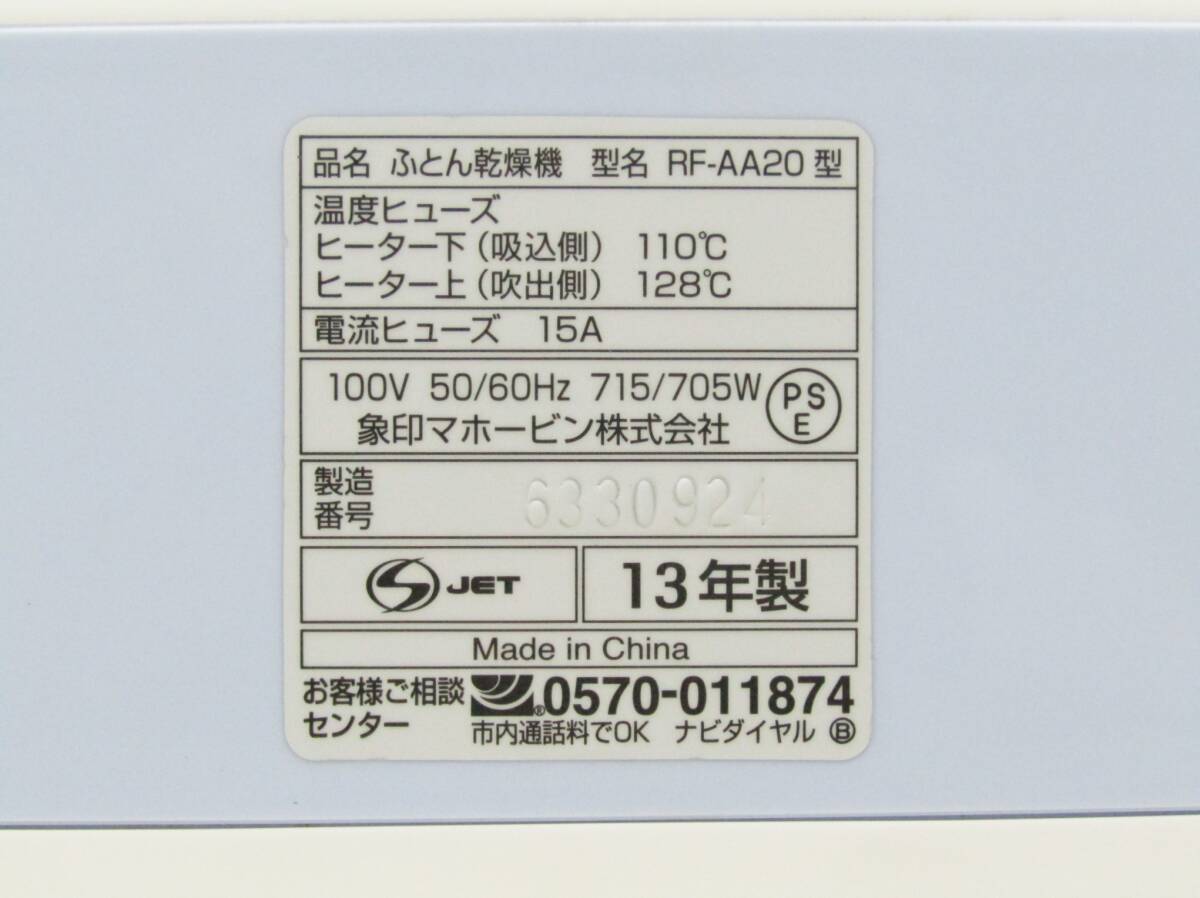 品名 ふとん乾燥機 型名 RF-AA20 型
温度ヒューズ
ヒーター下（吸込側） 110℃
ヒーター上（吹出側） 128℃
電流ヒューズ 15A
100V 50/60Hz 715/705W
象印マホービン株式会社
PS
E
製造
番号
6330924
S JET
13年製
Made in China
お客様ご相談
センター
®0570-011874
市内通話料でOK ナビダイヤル Ⓑ